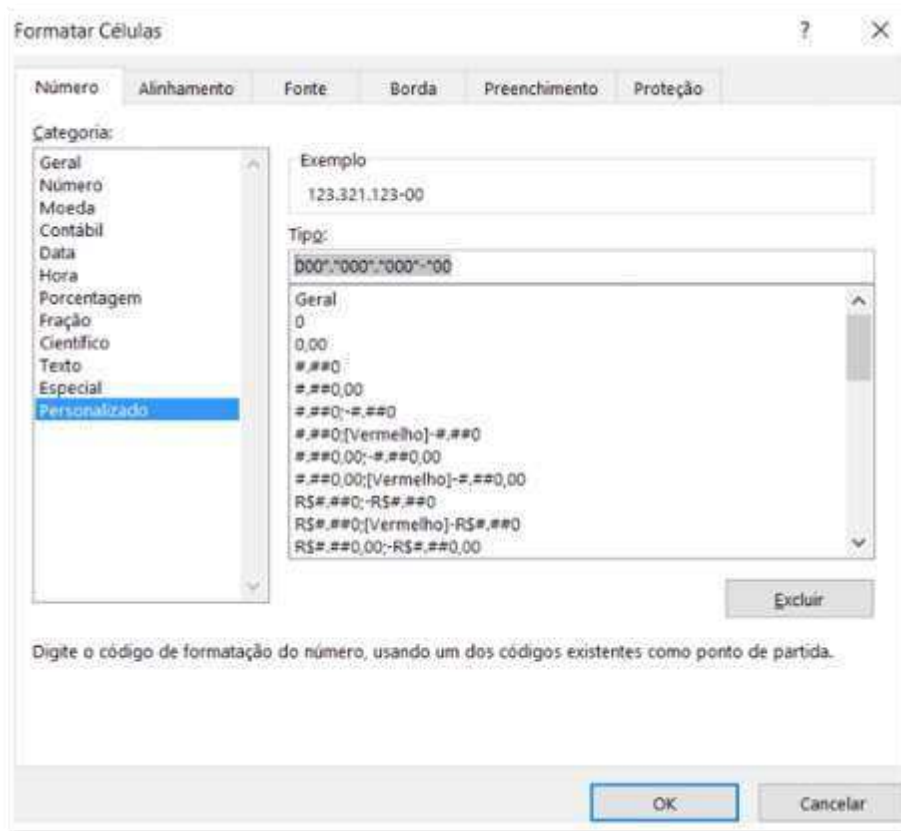 Formatar Células ? ×
Número Alinhamento Fonte Borda Preenchimento Proteção
Categoria:
Geral
Número
Moeda
Contábil
Data
Hora
Porcentagem
Fração
Científico
Texto
Especial
Personalizado
Exemplo
123.321.123-00
Tipo:
000"."000"."000"-"00
Geral
0
0,00
#.##0
#.##0,00
#.##0;-#.##0
#.##0;[Vermelho]-#.##0
#.##0,00;-#.##0,00
#.##0,00;[Vermelho]-#.##0,00
R$#.##0;-R$#.##0
R$#.##0;[Vermelho]-R$#.##0
R$#.##0,00;-R$#.##0,00
Excluir
Digite o código de formatação do número, usando um dos códigos existentes como ponto de partida.
OK Cancelar